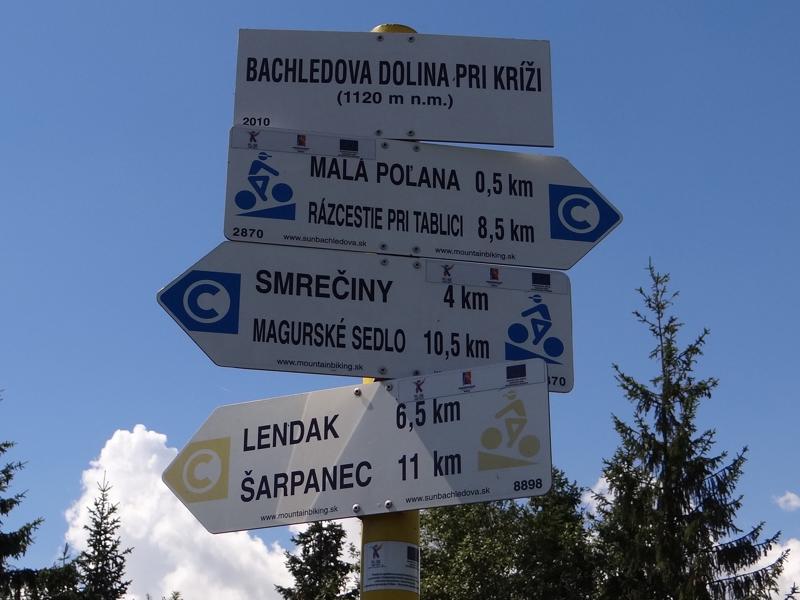 BACHLEDOVA DOLINA PRI KRÍŽI
(1120 m n.m.)
2010
MALÁ POĽANA 0,5 km
RÁZCESTIE PRI TABLICI 8,5 km
C
2870
www.sunbachledova.sk
www.mountainbiking.sk
C
SMREČINY 4 km
MAGURSKÉ SEDLO 10,5 km
www.mountainbiking.sk
870
LENDAK 6,5 km
C
ŠARPANEC 11 km
www.mountainbiking.sk
www.sunbachledova.sk
8898